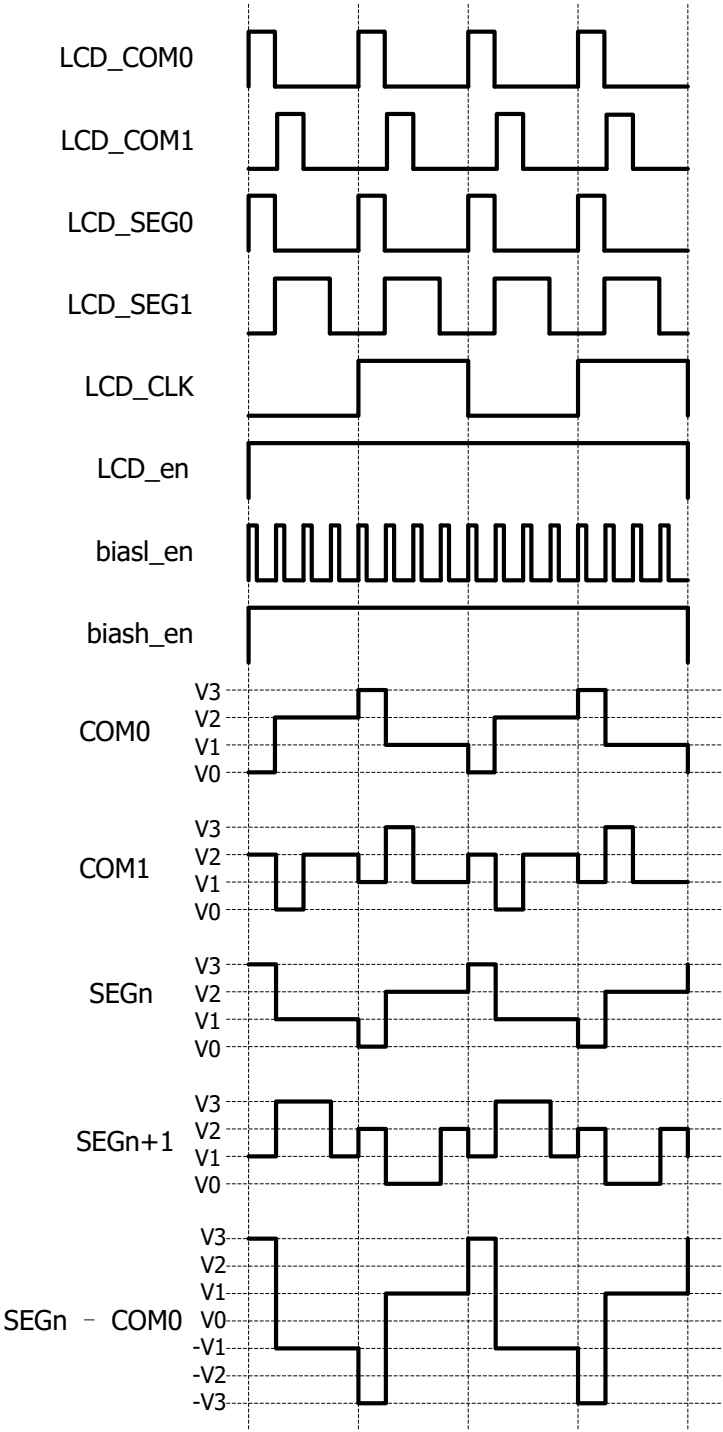 LCD_COM0
LCD_COM1
LCD_SEG0
LCD_SEG1
LCD_CLK
LCD_en
biasl_en
biash_en
V3
V2
COM0
V1
V0
V3
V2
COM1
V1
V0
V3
SEGn
V2
V1
V0
V3
V2
SEGn+1
V1
V0
V3
V2
V1
SEGn - COM0 V0
-V1
-V2
-V3